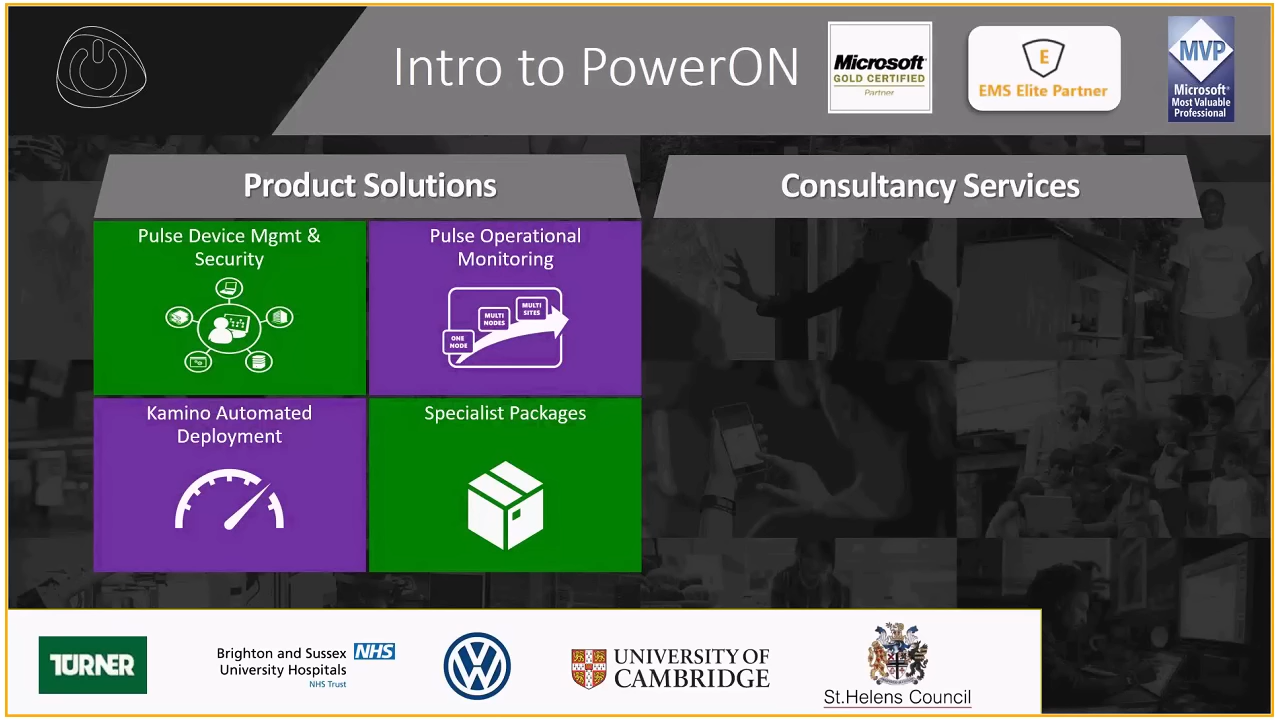 Intro to PowerON
Microsoft
GOLD CERTIFIED
Partner
E
EMS Elite Partner
MVP
Microsoft®
Most Valuable
Professional
Product Solutions
Consultancy Services
Pulse Device Mgmt &
Security
Pulse Operational
Monitoring
ONE
NODE
MULTI
NODES
MULTI
SITES
Kamino Automated
Deployment
Specialist Packages
TURNER
Brighton and Sussex NHS
University Hospitals
NHS Trust
UNIVERSITY OF
CAMBRIDGE
St.Helens Council